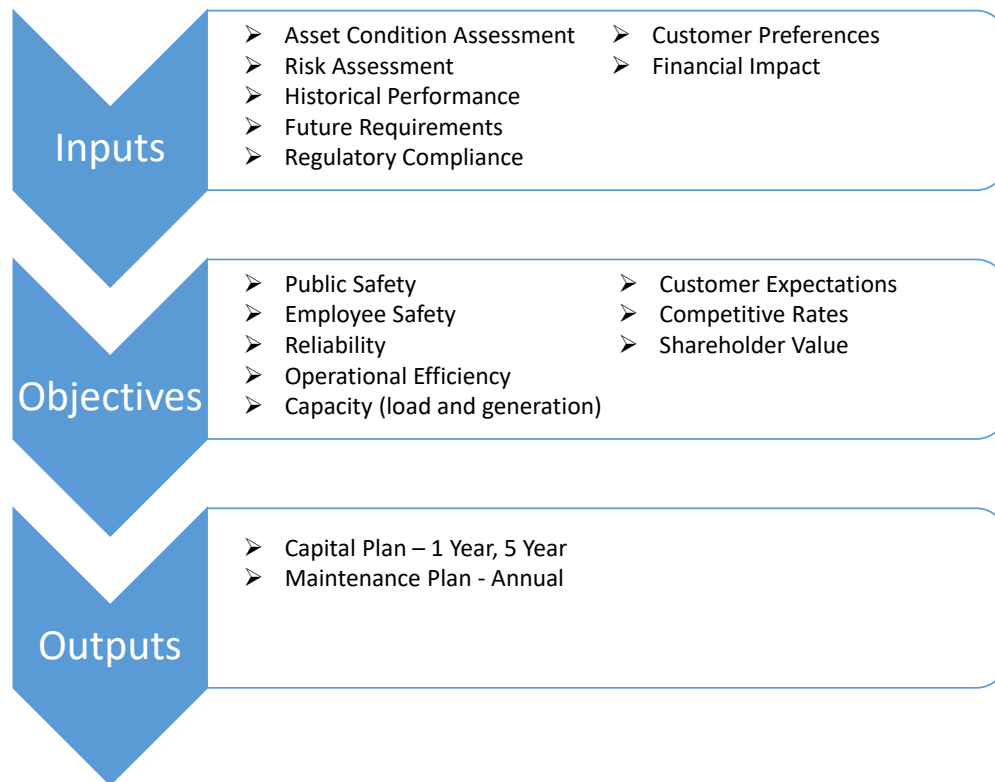 Inputs
➢ Asset Condition Assessment
➢ Risk Assessment
➢ Historical Performance
➢ Future Requirements
➢ Regulatory Compliance
➢ Customer Preferences
➢ Financial Impact
Objectives
➢ Public Safety
➢ Employee Safety
➢ Reliability
➢ Operational Efficiency
➢ Capacity (load and generation)
➢ Customer Expectations
➢ Competitive Rates
➢ Shareholder Value
Outputs
➢ Capital Plan – 1 Year, 5 Year
➢ Maintenance Plan - Annual